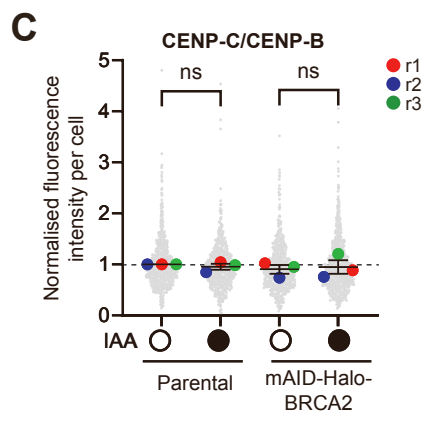 C
CENP-C/CENP-B
r1
r2
r3
ns
ns
Normalised fluorescence
intensity per cell
5
4
3
2
1
0
IAA
Parental
mAID-Halo-
BRCA2